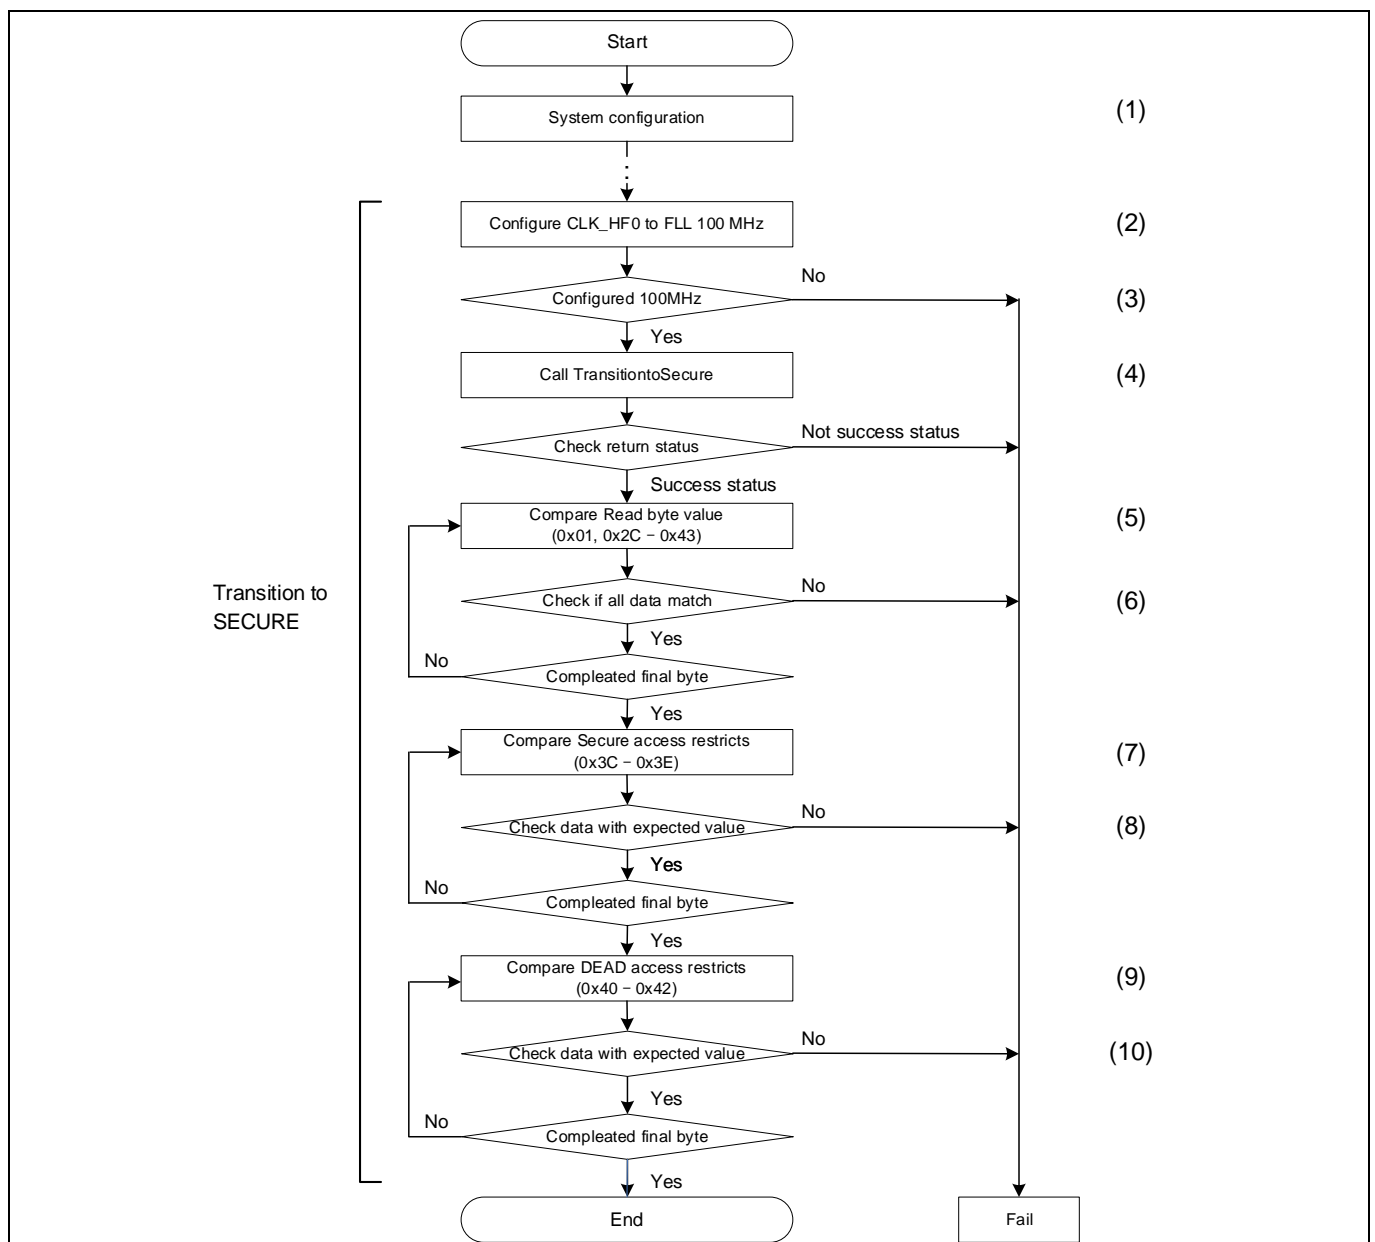 Start
System configuration
(1)
Configure CLK_HF0 to FLL 100 MHz
(2)
No
Configured 100MHz
(3)
Yes
Call TransitiontoSecure
(4)
Not success status
Check return status
Success status
Compare Read byte value
(0x01, 0x2C – 0x43)
(5)
Transition to
SECURE
No
Check if all data match
(6)
Yes
No
Compleated final byte
Yes
Compare Secure access restricts
(0x3C – 0x3E)
(7)
No
Check data with expected value
(8)
Yes
No
Compleated final byte
Yes
Compare DEAD access restricts
(0x40 – 0x42)
(9)
No
Check data with expected value
(10)
Yes
No
Compleated final byte
Yes
End
Fail